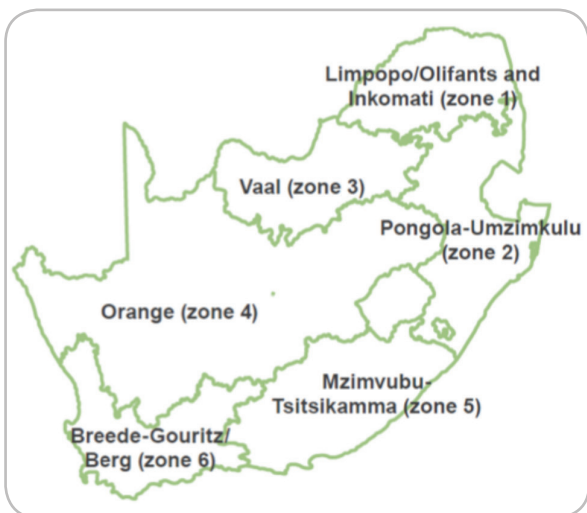 Limpopo/Olifants and
Inkomati (zone 1)
Vaal (zone 3)
Pongola-Umzimkulu
(zone 2)
Orange (zone 4)
Mzimvubu-
Tsitsikamma (zone 5)
Breede-Gouritz/
Berg (zone 6)